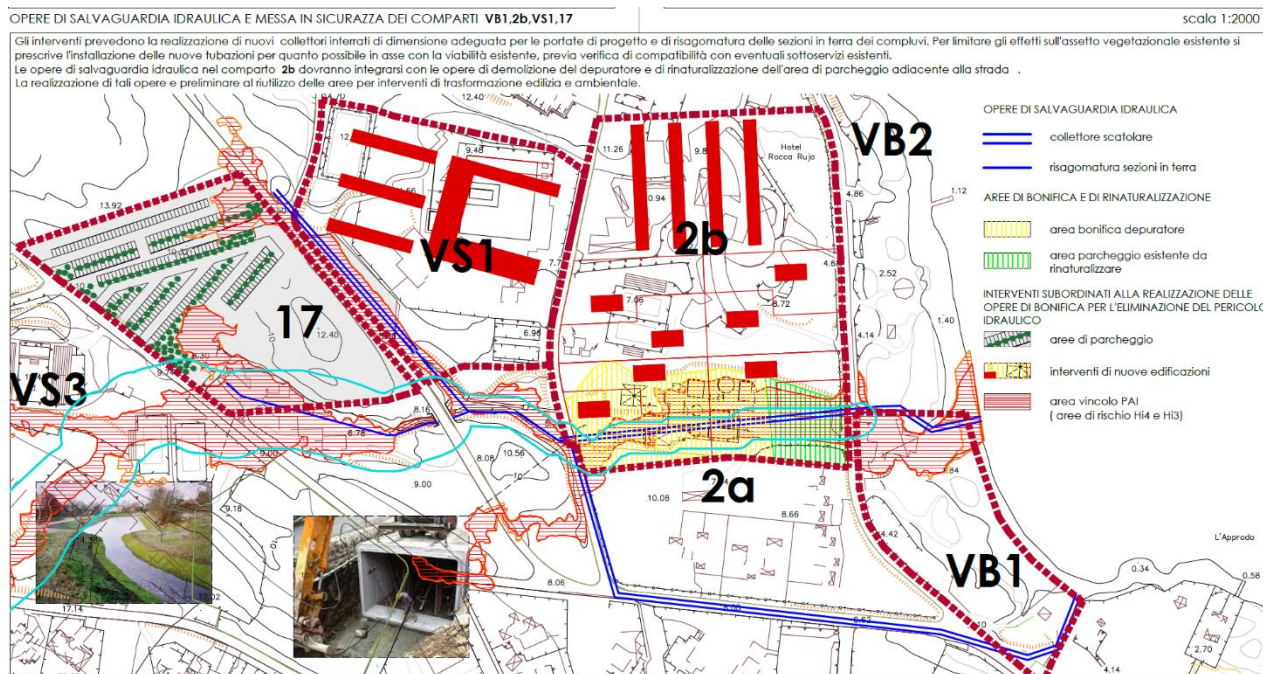 OPERE DI SALVAGUARDIA IDRAULICA E MESSA IN SICUREZZA DEI COMPARTI VB1,2b,VS1,17
scala 1:2000
Gli interventi prevedono la realizzazione di nuovi collettori interrati di dimensione adeguata per le portate di progetto e di risagomatura delle sezioni in terra dei compluvi. Per limitare gli effetti sull'assetto vegetazionale esistente si
prescrive l'installazione delle nuove tubazioni per quanto possibile in asse con la viabilità esistente, previa verifica di compatibilità con eventuali sottoservizi esistenti.
Le opere di salvaguardia idraulica nel comparto 2b dovranno integrarsi con le opere di demolizione del depuratore e di rinaturalizzazione dell'area di parcheggio adiacente alla strada .
La realizzazione di tali opere e preliminare al riutilizzo delle aree per interventi di trasformazione edilizia e ambientale.
OPERE DI SALVAGUARDIA IDRAULICA
collettore scatolare
risagomatura sezioni in terra
AREE DI BONIFICA E DI RINATURALIZZAZIONE
area bonifica depuratore
area parcheggio esistente da
rinaturalizzare
INTERVENTI SUBORDINATI ALLA REALIZZAZIONE DELLE
OPERE DI BONIFICA PER L'ELIMINAZIONE DEL PERICOLO
IDRAULICO
aree di parcheggio
interventi di nuove edificazioni
area vincolo PAI
( aree di rischio Hi4 e Hi3)
12.40
11.26
Hotel
Rocca Ruja
VB2
9.48
0.94
4.86
1.12
13.92
VS1
2b
2.52
7.06
6.72
1.40
17
12.40
6.96
4.14
VS3
9.74
8.16
6.78
9.00
8.08
10.56
9.00
2a
10.08
8.66
4.42
9.18
VB1
L'Approdo
8.06
0.34
0.58
17.14
17.02
6.62
2.70
4.14